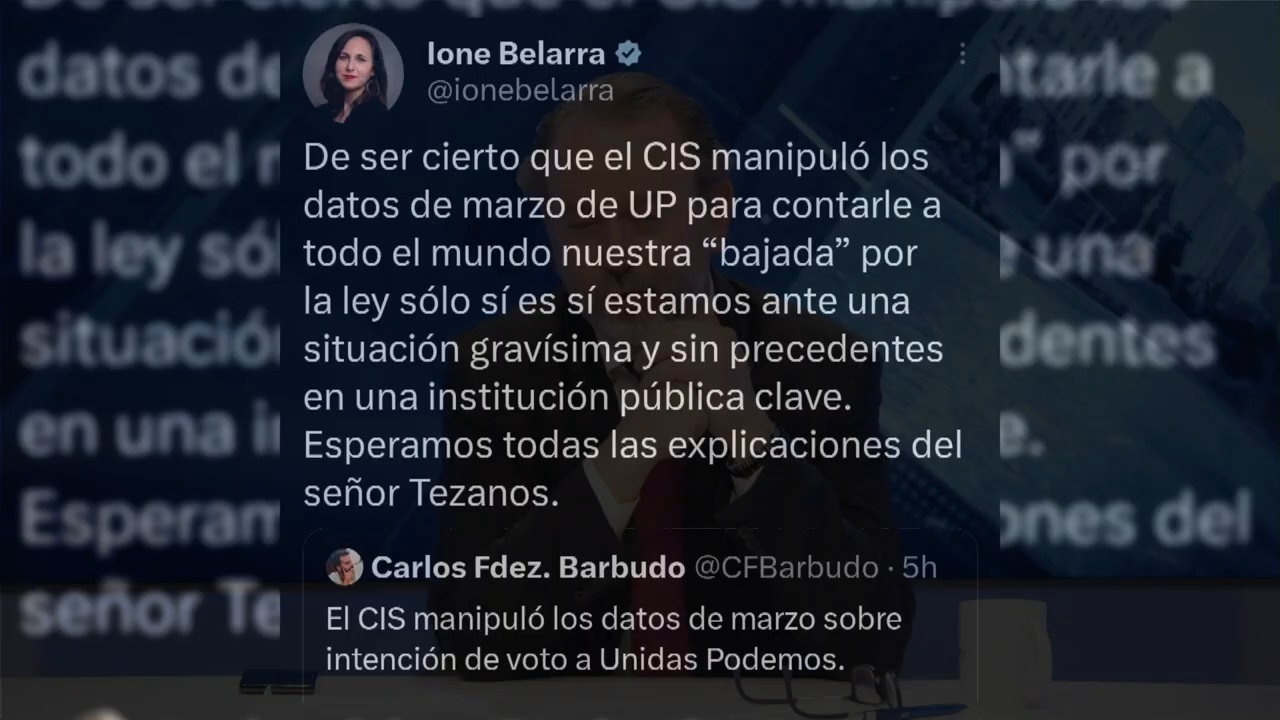 Ione Belarra
@ionebelarra
De ser cierto que el CIS manipuló los
datos de marzo de UP para contarle a
todo el mundo nuestra “bajada” por
la ley sólo sí es sí estamos ante una
situación gravísima y sin precedentes
en una institución pública clave.
Esperamos todas las explicaciones del
señor Tezanos.
Carlos Fdez. Barbudo @CFBarbudo · 5h
El CIS manipuló los datos de marzo sobre
intención de voto a Unidas Podemos.